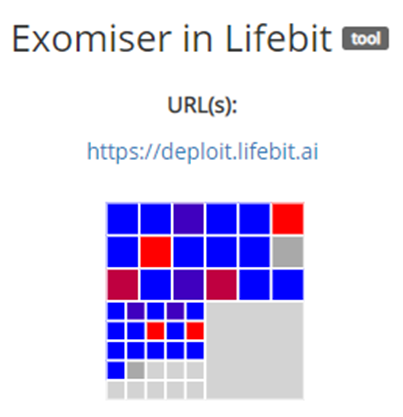 Exomiser in Lifebit tool
URL(s):
https://deploit.lifebit.ai